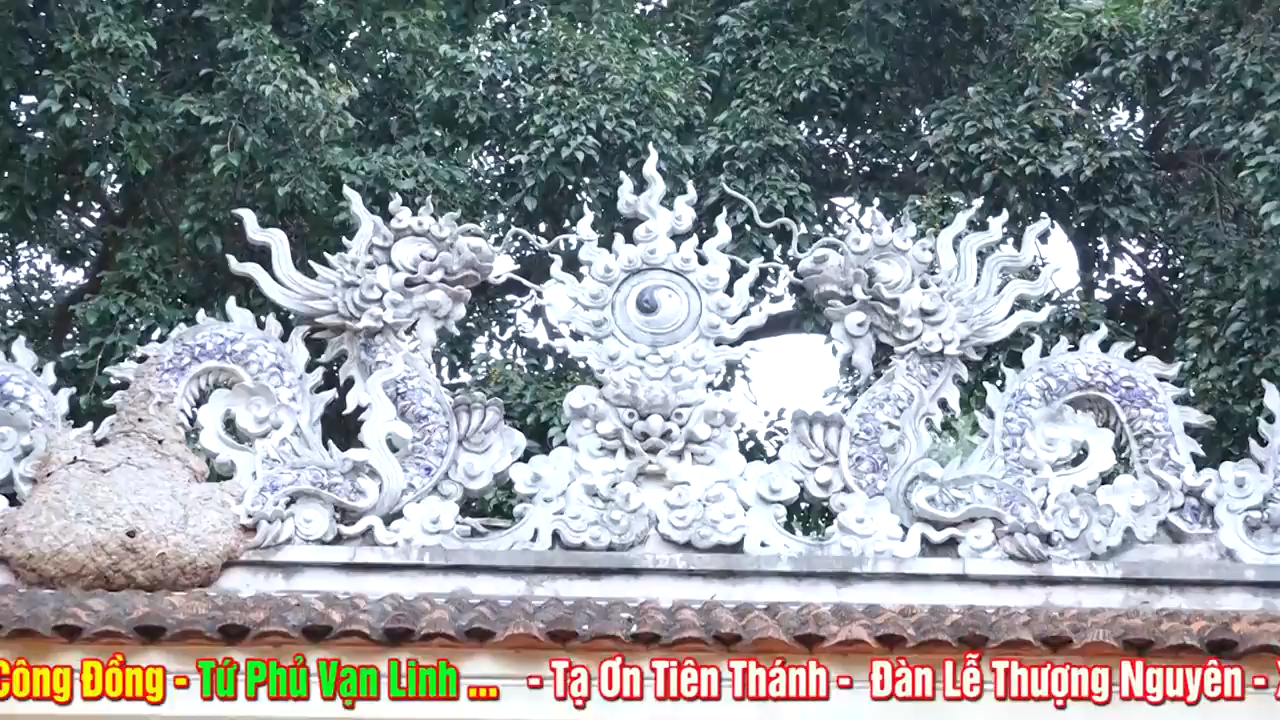 Công Đồng - Tứ Phủ Vạn Linh ... - Tạ Ơn Tiên Thánh - Đàn Lễ Thượng Nguyên -